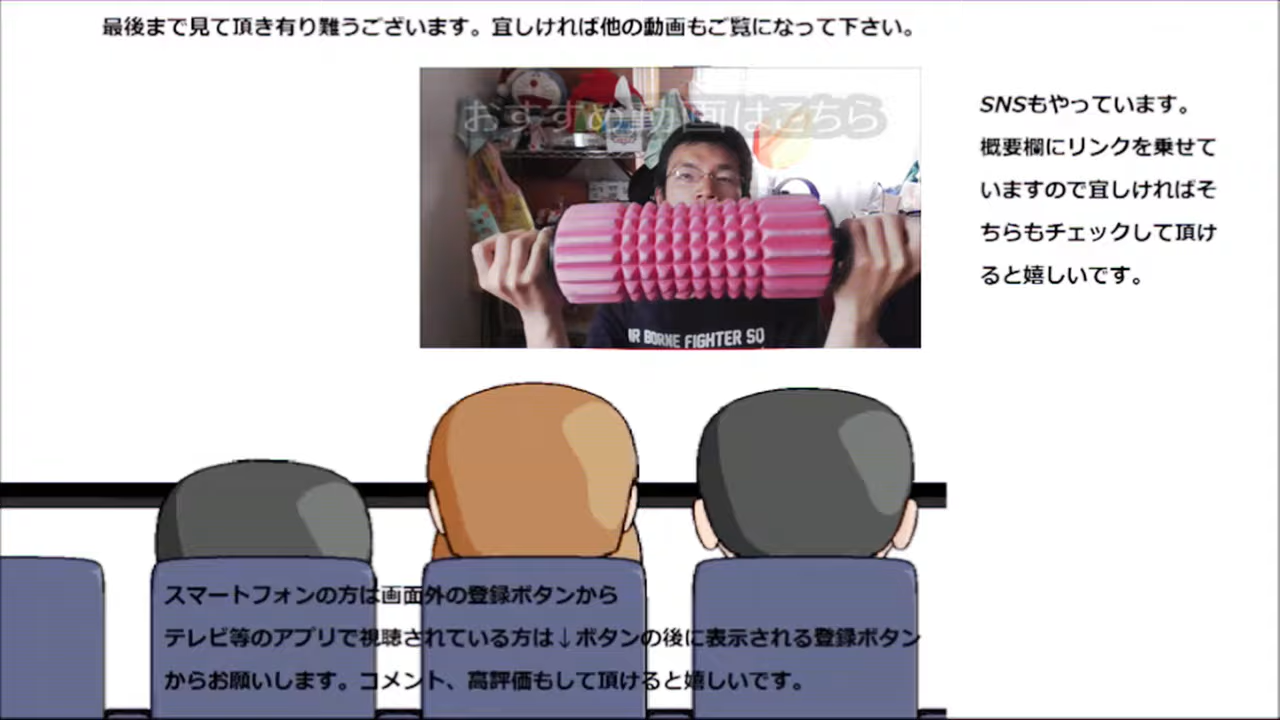 最後まで見て頂き有り難うございます。宜しければ他の動画もご覧になって下さい。
おすすめ動画はこちら
SNSもやっています。
概要欄にリンクを乗せて
いますので宜しければそ
ちらもチェックして頂け
ると嬉しいです。
IR BORNE FIGHTER SQ
スマートフォンの方は画面外の登録ボタンから
テレビ等のアプリで視聴されている方は↓ボタンの後に表示される登録ボタン
からお願いします。コメント、高評価もして頂けると嬉しいです。